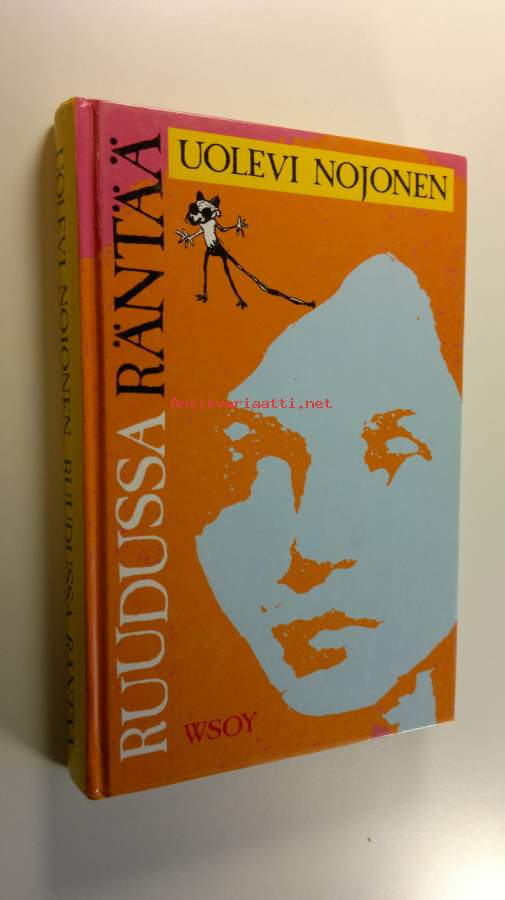 UOLEVI NOJONEN
RUUDUSSA RÄNTÄÄ
WSOY
UOLEVI NOJONEN RUUDUSSA RÄNTÄÄ
Antikvariaatti.net